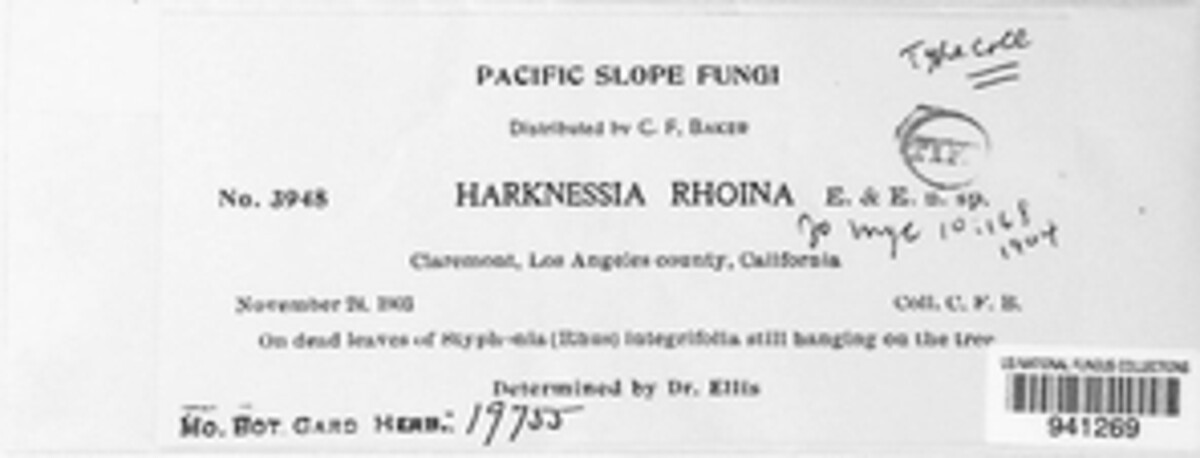 Type Coll
PACIFIC SLOPE FUNGI
Distributed by C. F. BAKER
No. 3948 HARKNESSIA RHOINA E. & E. n. sp.
Jo Myc 10:168
1904
Claremont, Los Angeles county, California
November 1903 Coll. C. F. B.
On dead leaves of (Rhus) integrifolia still hanging on the tree
Determined by Dr. Ellis
MO. BOT. GARD HERB.: 19755
US NATIONAL FUNGUS COLLECTIONS
941269